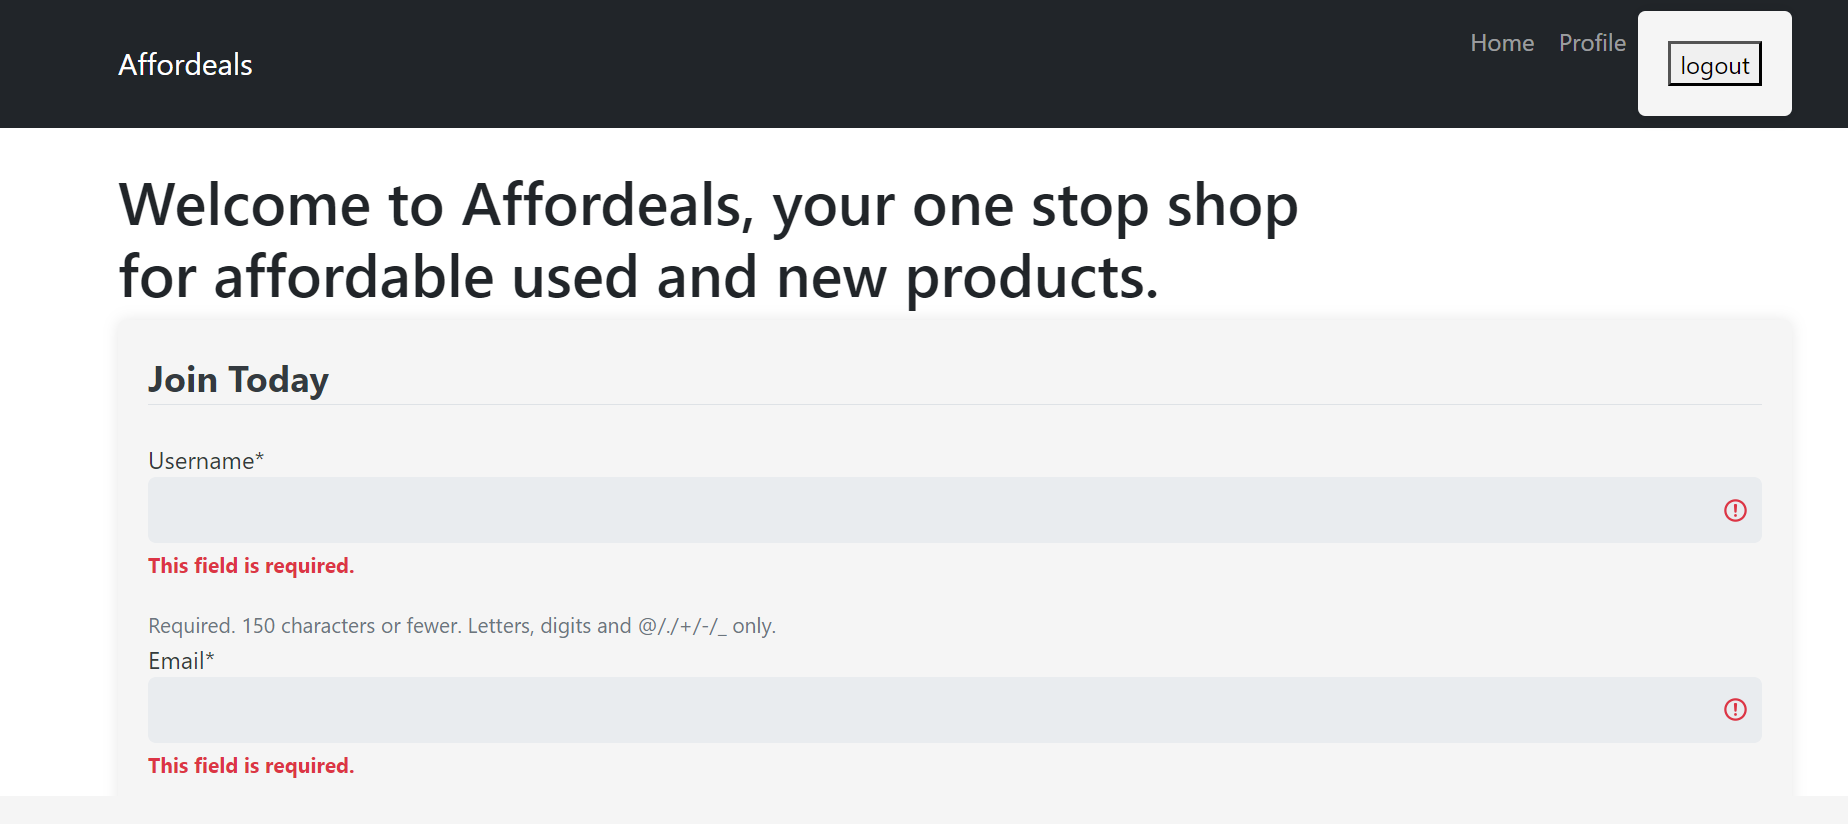 Affordeals
Home Profile logout
Welcome to Affordeals, your one stop shop
for affordable used and new products.
Join Today
Username*
This field is required.
Required. 150 characters or fewer. Letters, digits and @/./+/-/_ only.
Email*
This field is required.